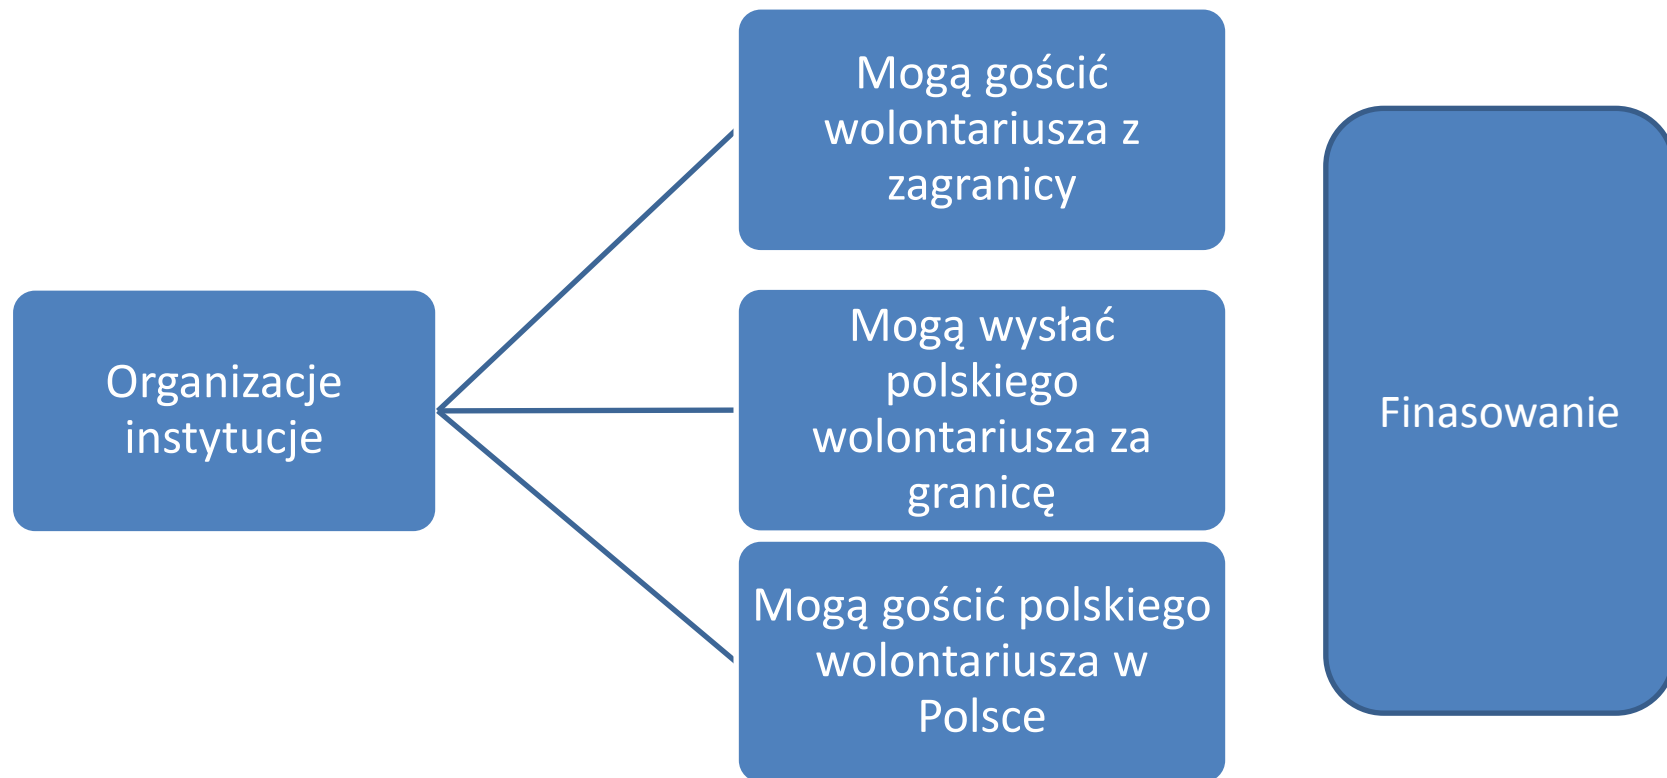 Mogą gościć
wolontariusza z
zagranicy
Organizacje
instytucje
Mogą wysłać
polskiego
wolontariusza za
granicę
Mogą gościć polskiego
wolontariusza w
Polsce
Finasowanie